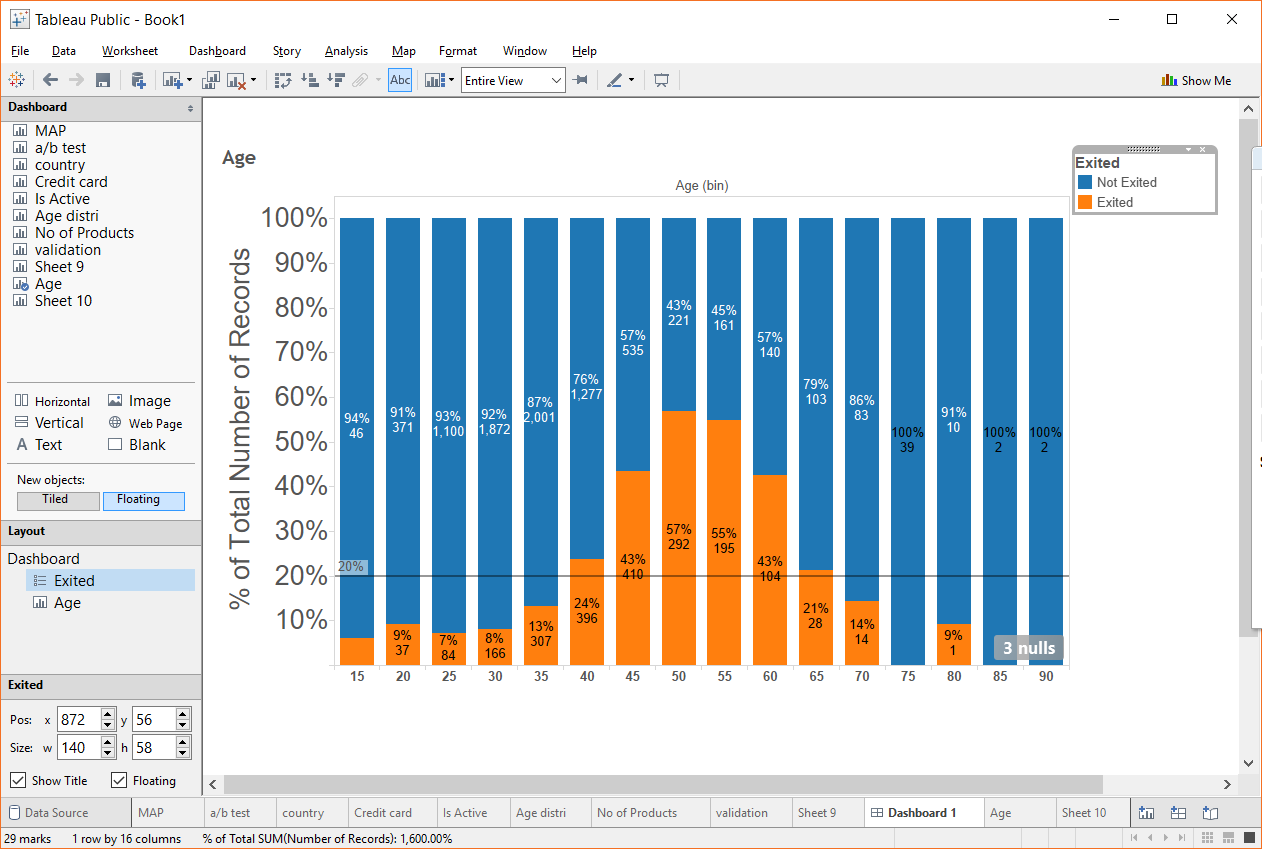 Tableau Public - Book1
File Data Worksheet Dashboard Story Analysis Map Format Window Help
Abc Entire View Show Me
Dashboard
MAP
a/b test
country
Credit card
Is Active
Age distri
No of Products
validation
Sheet 9
Age
Sheet 10
Horizontal Image
Vertical Web Page
A Text Blank
New objects:
Tiled Floating
Layout
Dashboard
Exited
Age
Exited
Pos: x 872 y 56
Size: w 140 h 58
Show Title Floating
Age
Age (bin)
% of Total Number of Records
100%
90%
80%
70%
60%
50%
40%
30%
20%
10%
20%
94%
46
91%
371
9%
37
93%
1,100
7%
84
92%
1,872
8%
166
87%
2,001
13%
307
76%
1,277
24%
396
57%
535
43%
410
43%
221
57%
292
45%
161
55%
195
57%
140
43%
104
79%
103
21%
28
86%
83
14%
14
100%
39
91%
10
9%
1
100%
2
100%
2
3 nulls
15 20 25 30 35 40 45 50 55 60 65 70 75 80 85 90
Exited
Not Exited
Exited
Data Source MAP a/b test country Credit card Is Active Age distri No of Products validation Sheet 9 Dashboard 1 Age Sheet 10
29 marks 1 row by 16 columns % of Total SUM(Number of Records): 1,600.00%